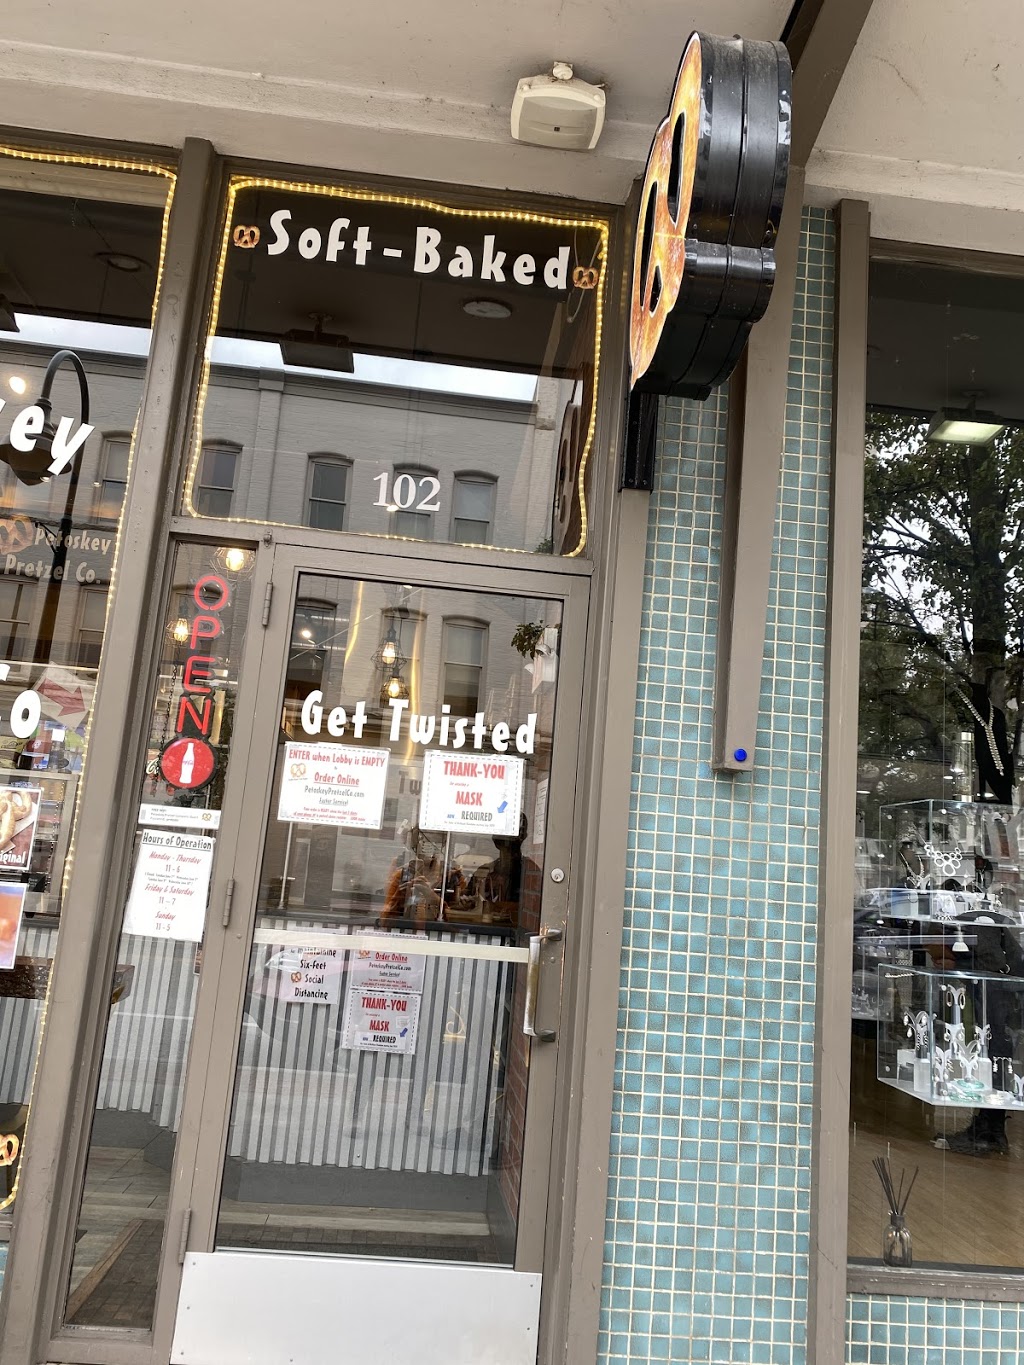 Soft-Baked
102
ey
Petoskey
Pretzel Co.
o.
OPEN
Get Twisted
ENTER when Lobby is EMPTY
Order Online
PetoskeyPretzelCo.com
THANK-YOU
MASK
REQUIRED
Hours of Operation
Monday - Thursday
11 - 6
Friday & Saturday
11 - 7
Sunday
11 - 5
Six-Feet
Social
Distancing
Order Online
PetoskeyPretzelCo.com
THANK-YOU
MASK
REQUIRED